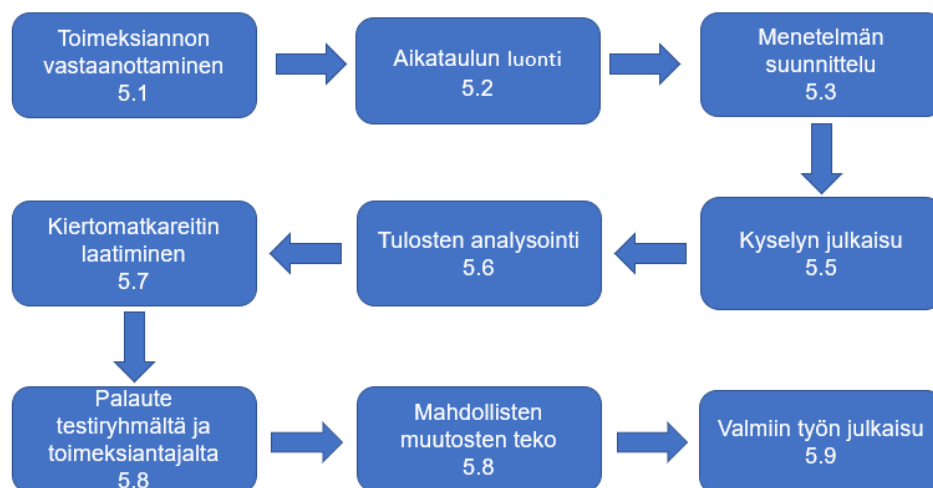 Toimeksiannon
vastaanottaminen
5.1
Aikataulun luonti
5.2
Menetelmän
suunnittelu
5.3
Kyselyn julkaisu
5.5
Tulosten analysointi
5.6
Kiertomatkareitin
laatiminen
5.7
Palaute
testiryhmältä ja
toimeksiantajalta
5.8
Mahdollisten
muutosten teko
5.8
Valmiin työn julkaisu
5.9